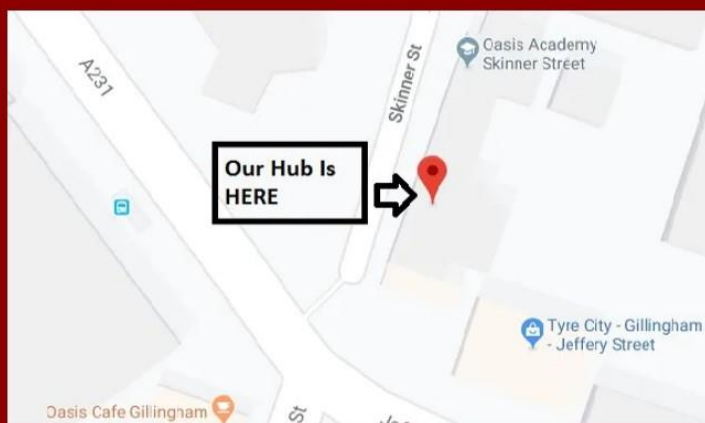 A231
Skinner St
Oasis Academy
Skinner Street
Our Hub Is
HERE
Tyre City - Gillingham
- Jeffery Street
Oasis Cafe Gillingham
St